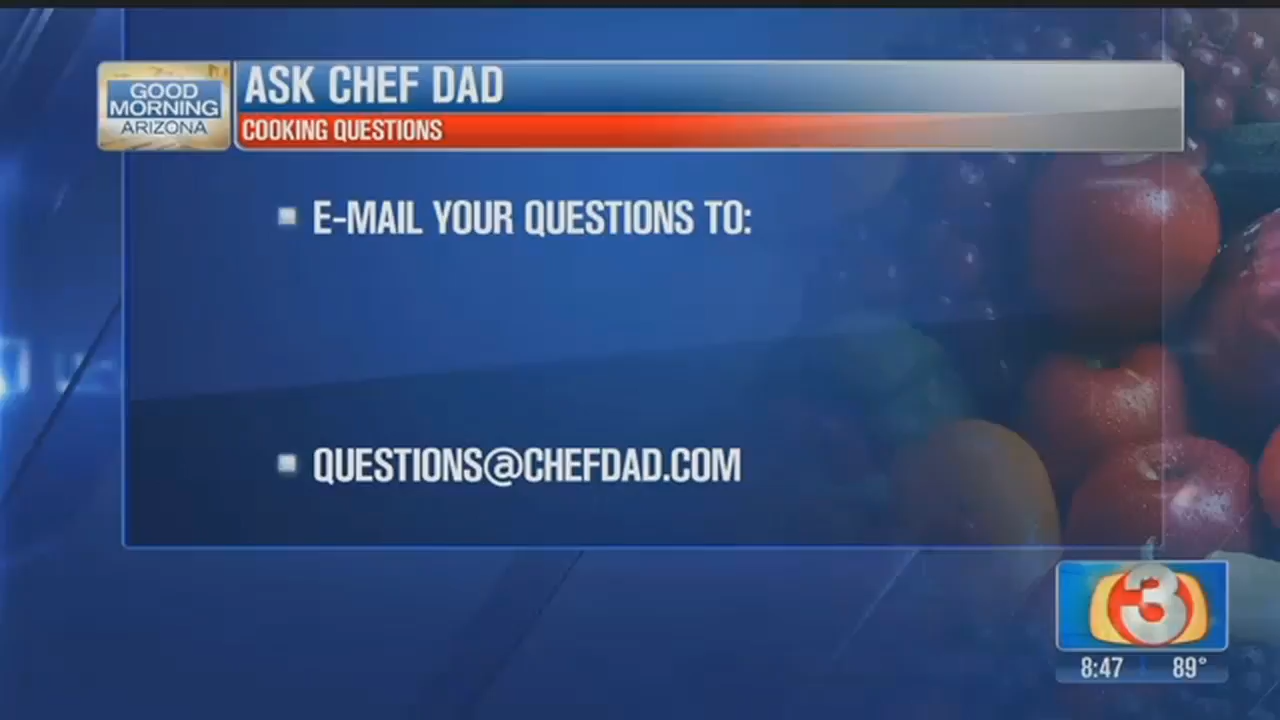 GOOD
MORNING
ARIZONA
ASK CHEF DAD
COOKING QUESTIONS
E-MAIL YOUR QUESTIONS TO:
QUESTIONS@CHEFDAD.COM
3
8:47 89°